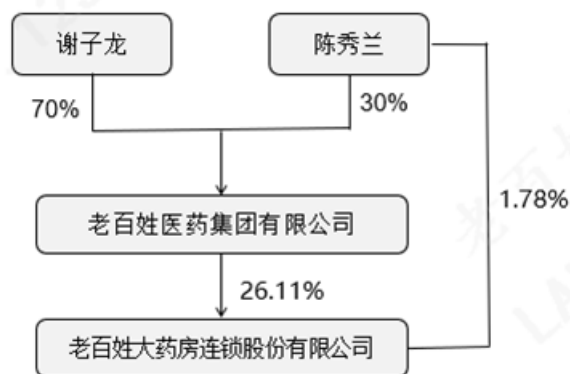 谢子龙
陈秀兰
70%
30%
老百姓医药集团有限公司
1.78%
26.11%
老百姓大药房连锁股份有限公司